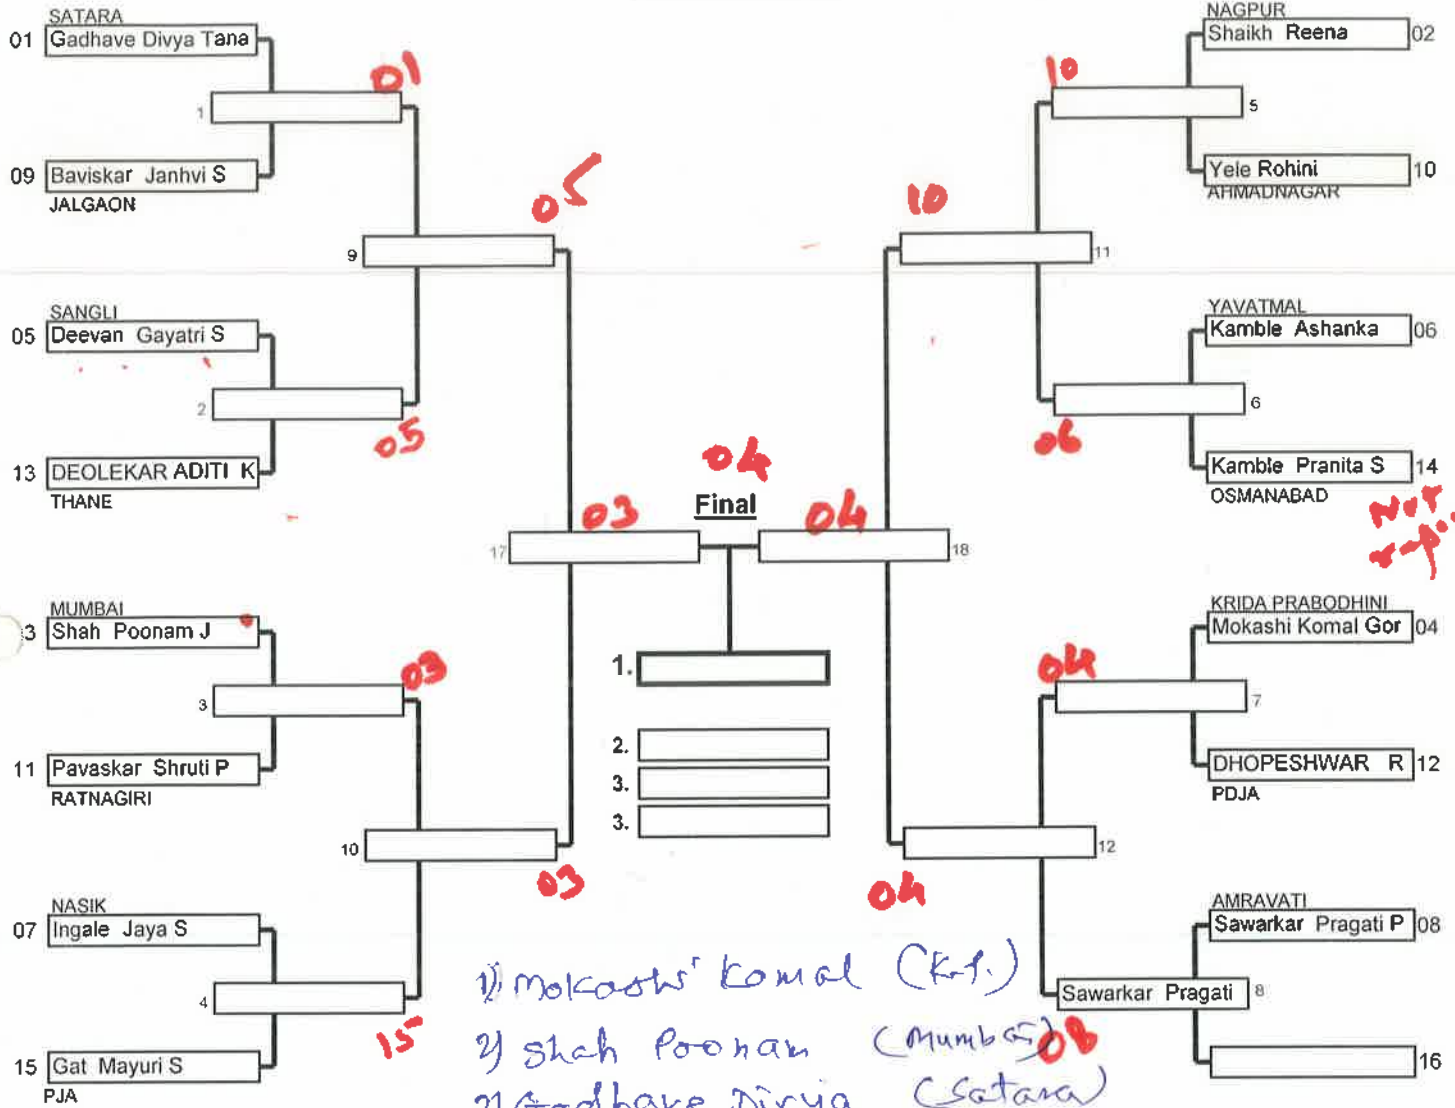 SATARA
01 Gadhave Divya Tana
01
1
09 Baviskar Janhvi S
JALGAON
05
9
SANGLI
05 Deevan Gayatri S
2
05
13 DEOLEKAR ADITI K
THANE
03
17
MUMBAI
3 Shah Poonam J
03
3
11 Pavaskar Shruti P
RATNAGIRI
10
03
NASIK
07 Ingale Jaya S
4
15
15 Gat Mayuri S
PJA
04
Final
1.
2.
3.
3.
NAGPUR
Shaikh Reena 02
10
5
Yele Rohini 10
AHMADNAGAR
10
11
YAVATMAL
Kamble Ashanka 06
6
06
Kamble Pranita S 14
OSMANABAD
Not
04
18
KRIDA PRABODHINI
Mokashi Komal Gor 04
04
7
DHOPESHWAR R 12
PDJA
12
04
AMRAVATI
Sawarkar Pragati P 08
Sawarkar Pragati 8
08
16
1) Mokashi Komal (K.P.)
2) Shah Poonam (Mumbai)
3) Gadhave Divya (Satara)